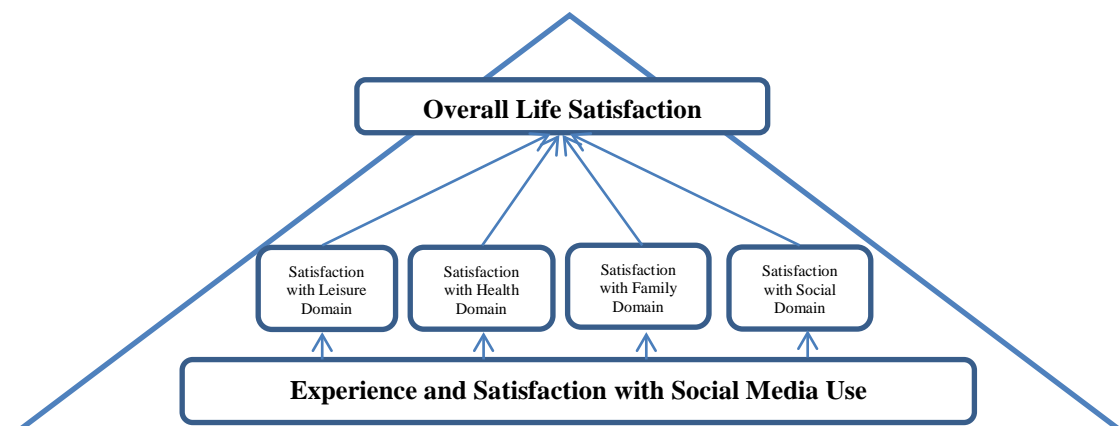 Overall Life Satisfaction
Satisfaction
with Leisure
Domain
Satisfaction
with Health
Domain
Satisfaction
with Family
Domain
Satisfaction
with Social
Domain
Experience and Satisfaction with Social Media Use